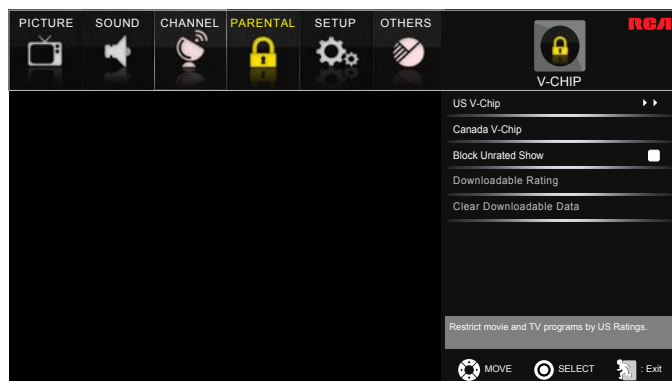 PICTURE SOUND CHANNEL PARENTAL SETUP OTHERS
RCA
V-CHIP
US V-Chip
Canada V-Chip
Block Unrated Show
Downloadable Rating
Clear Downloadable Data
Restrict movie and TV programs by US Ratings.
MOVE SELECT : Exit